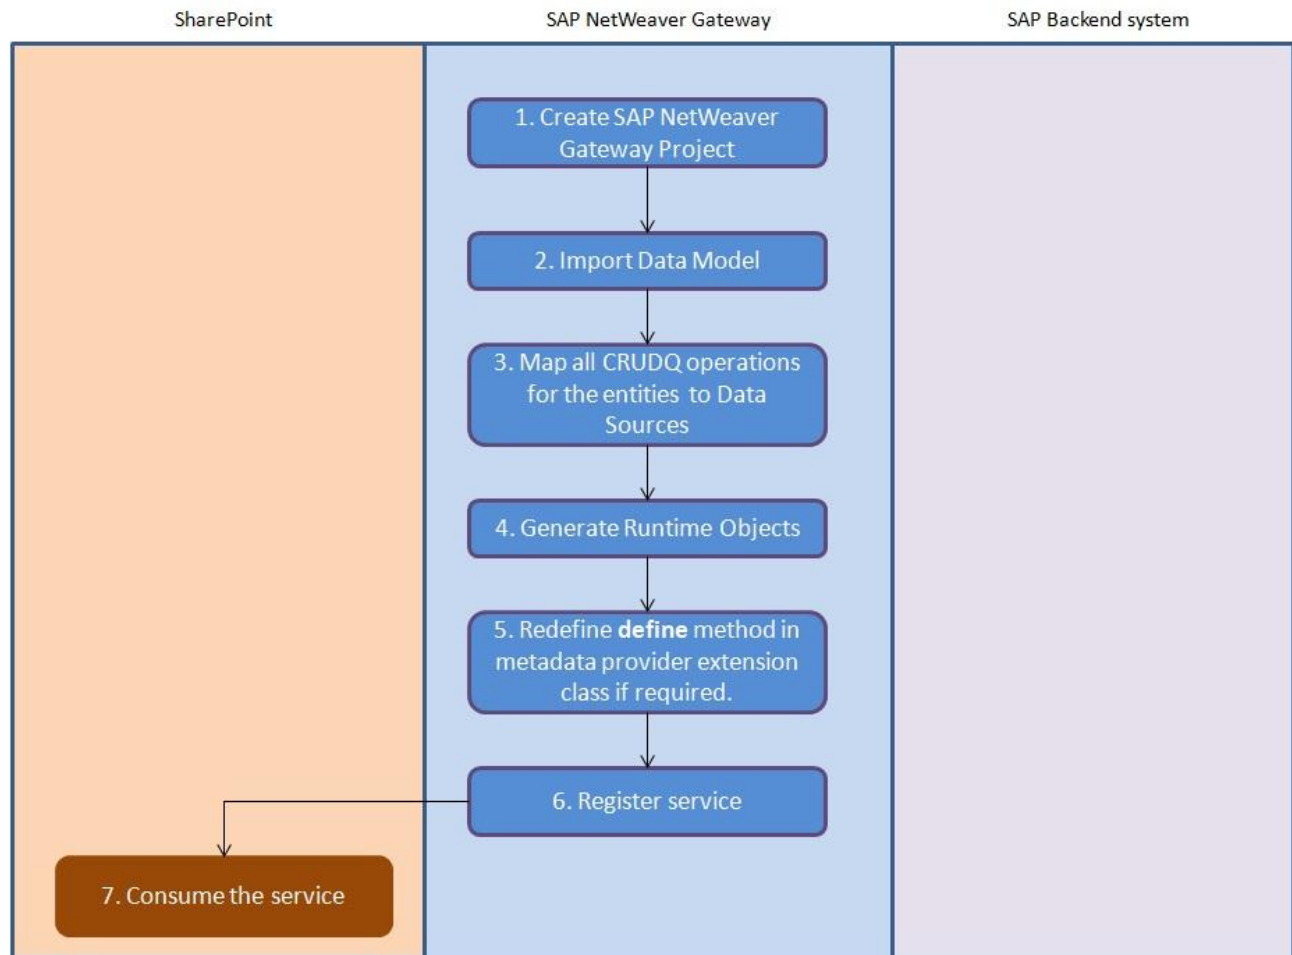 SharePoint
SAP NetWeaver Gateway
SAP Backend system
1. Create SAP NetWeaver
Gateway Project
2. Import Data Model
3. Map all CRUDQ operations
for the entities to Data
Sources
4. Generate Runtime Objects
5. Redefine define method in
metadata provider extension
class if required.
6. Register service
7. Consume the service